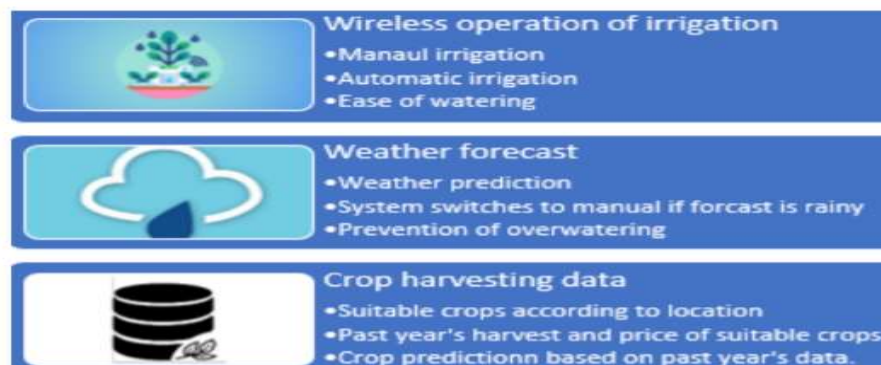 Wireless operation of irrigation
•Manaul irrigation
•Automatic irrigation
•Ease of watering
Weather forecast
•Weather prediction
•System switches to manual if forcast is rainy
•Prevention of overwatering
Crop harvesting data
•Suitable crops according to location
•Past year's harvest and price of suitable crops
•Crop predictionn based on past year's data.